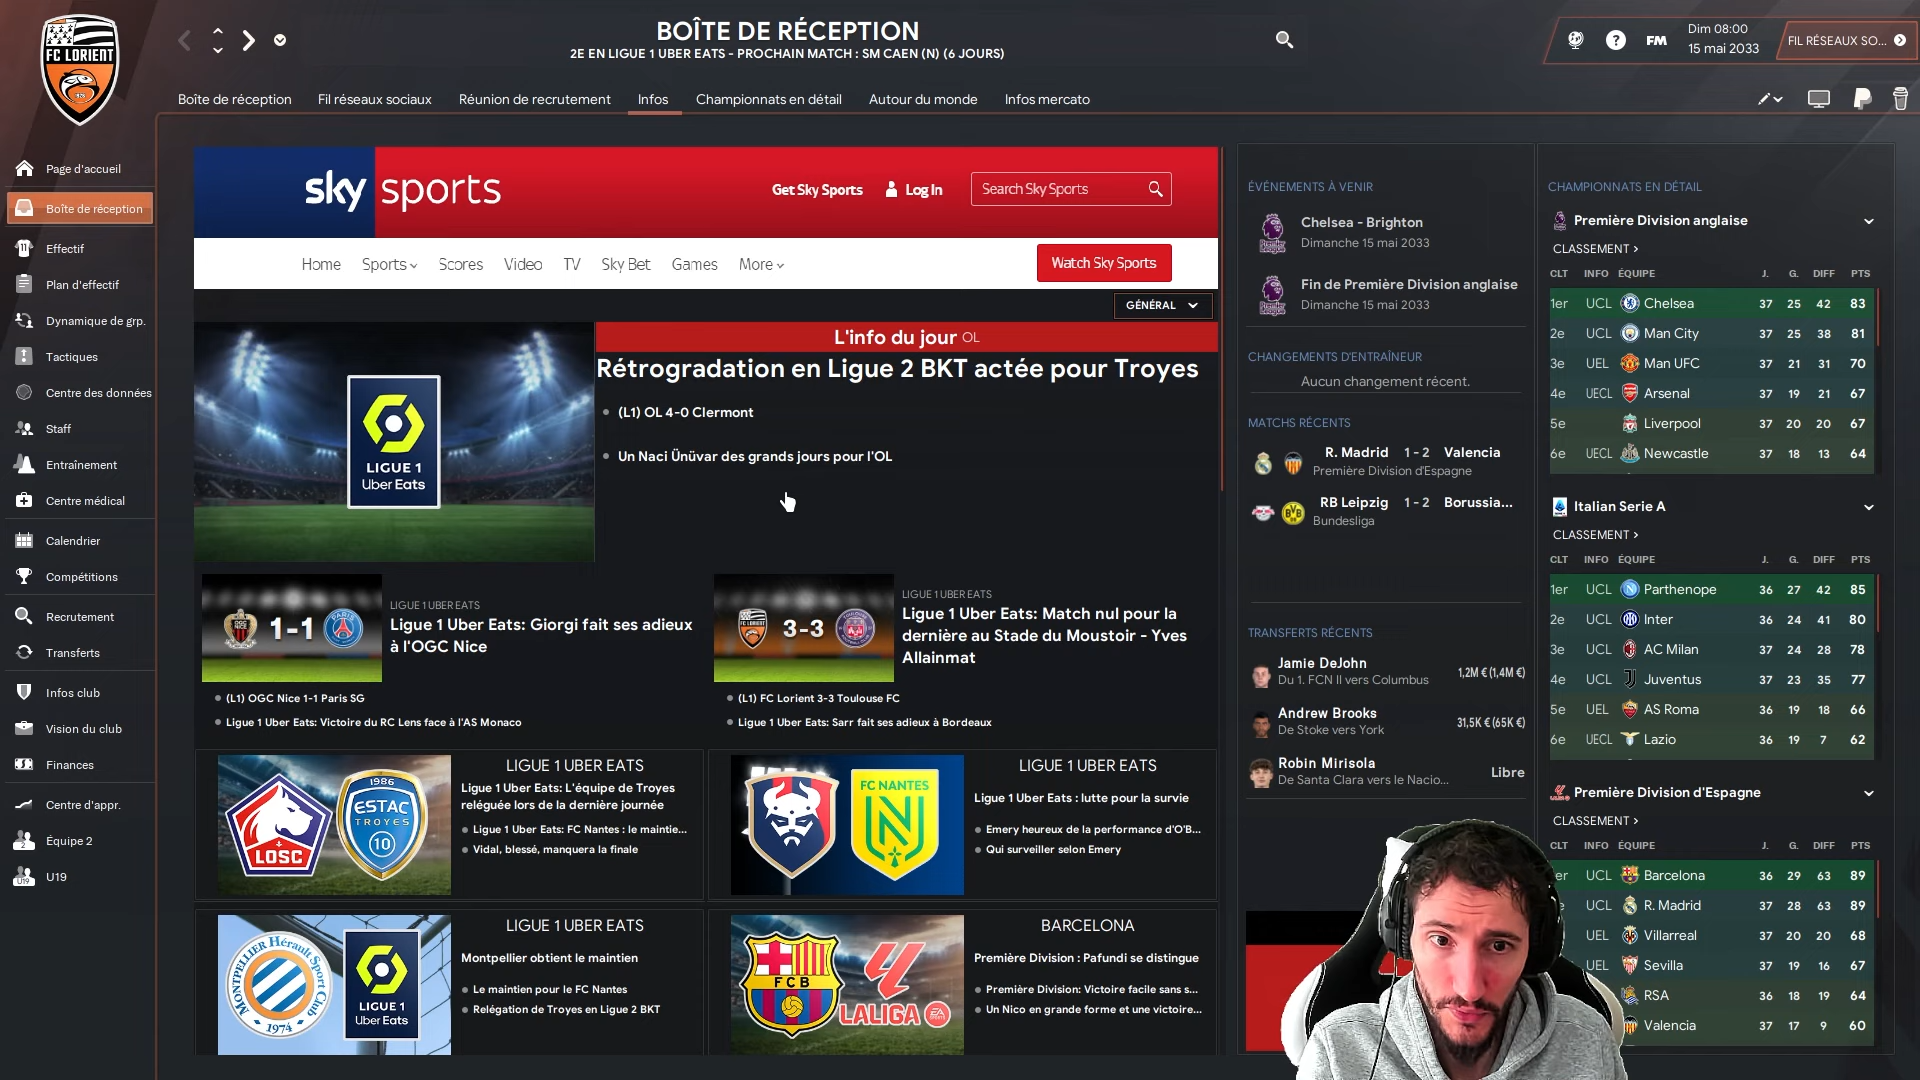 FC LORIENT
BOÎTE DE RÉCEPTION
2E EN LIGUE 1 UBER EATS - PROCHAIN MATCH : SM CAEN (N) (6 JOURS)
FM
Dim 08:00
15 mai 2033
FIL RÉSEAUX SO...
Boîte de réception
Fil réseaux sociaux
Réunion de recrutement
Infos
Championnats en détail
Autour du monde
Infos mercato
Page d'accueil
Boîte de réception
Effectif
Plan d'effectif
Dynamique de grp.
Tactiques
Centre des données
Staff
Entraînement
Centre médical
Calendrier
Compétitions
Recrutement
Transferts
Infos club
Vision du club
Finances
Centre d'appr.
Équipe 2
U19
sky sports
Get Sky Sports
Log In
Search Sky Sports
Home
Sports
Scores
Video
TV
Sky Bet
Games
More
Watch Sky Sports
GÉNÉRAL
LIGUE 1
Uber Eats
L'info du jour OL
Rétrogradation en Ligue 2 BKT actée pour Troyes
(L1) OL 4-0 Clermont
Un Naci Ünüvar des grands jours pour l'OL
1-1
LIGUE 1 UBER EATS
Ligue 1 Uber Eats: Giorgi fait ses adieux
à l'OGC Nice
(L1) OGC Nice 1-1 Paris SG
Ligue 1 Uber Eats: Victoire du RC Lens face à l'AS Monaco
3-3
LIGUE 1 UBER EATS
Ligue 1 Uber Eats: Match nul pour la
dernière au Stade du Moustoir - Yves
Allainmat
(L1) FC Lorient 3-3 Toulouse FC
Ligue 1 Uber Eats: Sarr fait ses adieux à Bordeaux
LOSC
1986
ESTAC
TROYES
10
LIGUE 1 UBER EATS
Ligue 1 Uber Eats: L'équipe de Troyes
reléguée lors de la dernière journée
Ligue 1 Uber Eats: FC Nantes : le maintie...
Vidal, blessé, manquera la finale
FC NANTES
LIGUE 1 UBER EATS
Ligue 1 Uber Eats : lutte pour la survie
Emery heureux de la performance d'O'B...
Qui surveiller selon Emery
MONTPELLIER Hérault Sport Club
1974
LIGUE 1
Uber Eats
LIGUE 1 UBER EATS
Montpellier obtient le maintien
Le maintien pour le FC Nantes
Relégation de Troyes en Ligue 2 BKT
FCB
LALIGA
EA SPORTS
BARCELONA
Première Division : Pafundi se distingue
Première Division: Victoire facile sans s...
Un Nico en grande forme et une victoire...
ÉVÉNEMENTS À VENIR
Chelsea - Brighton
Dimanche 15 mai 2033
Fin de Première Division anglaise
Dimanche 15 mai 2033
CHANGEMENTS D'ENTRAÎNEUR
Aucun changement récent.
MATCHS RÉCENTS
R. Madrid 1 - 2 Valencia
Première Division d'Espagne
RB Leipzig 1 - 2 Borussia...
Bundesliga
TRANSFERTS RÉCENTS
Jamie DeJohn
Du 1. FCN II vers Columbus
1,2M € (1,4M €)
Andrew Brooks
De Stoke vers York
31,5K € (65K €)
Robin Mirisola
De Santa Clara vers le Nacio...
Libre
CHAMPIONNATS EN DÉTAIL
Première Division anglaise
CLASSEMENT >
CLT INFO ÉQUIPE J. G. DIFF PTS
1er UCL Chelsea 37 25 42 83
2e UCL Man City 37 25 38 81
3e UEL Man UFC 37 21 31 70
4e UECL Arsenal 37 19 21 67
5e Liverpool 37 20 20 67
6e UECL Newcastle 37 18 13 64
Italian Serie A
CLASSEMENT >
CLT INFO ÉQUIPE J. G. DIFF PTS
1er UCL Parthenope 36 27 42 85
2e UCL Inter 36 24 41 80
3e UCL AC Milan 37 24 28 78
4e UCL Juventus 37 23 35 77
5e UEL AS Roma 36 19 18 66
6e UECL Lazio 36 19 7 62
Première Division d'Espagne
CLASSEMENT >
CLT INFO ÉQUIPE J. G. DIFF PTS
er UCL Barcelona 36 29 63 89
e UCL R. Madrid 37 28 63 89
UEL Villarreal 37 20 20 68
UEL Sevilla 37 19 16 67
RSA 36 18 19 64
Valencia 37 17 9 60